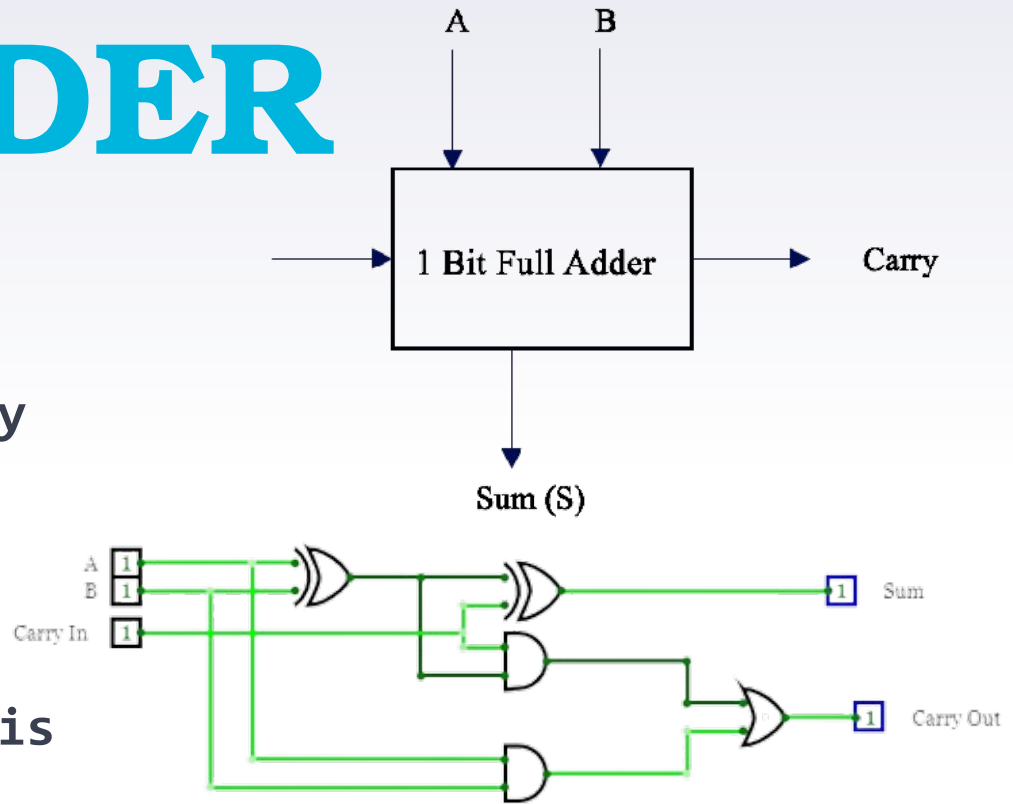 A B
DER
1 Bit Full Adder Carry
y
Sum (S)
A 1
B 1 1 Sum
Carry In 1
is
1 Carry Out